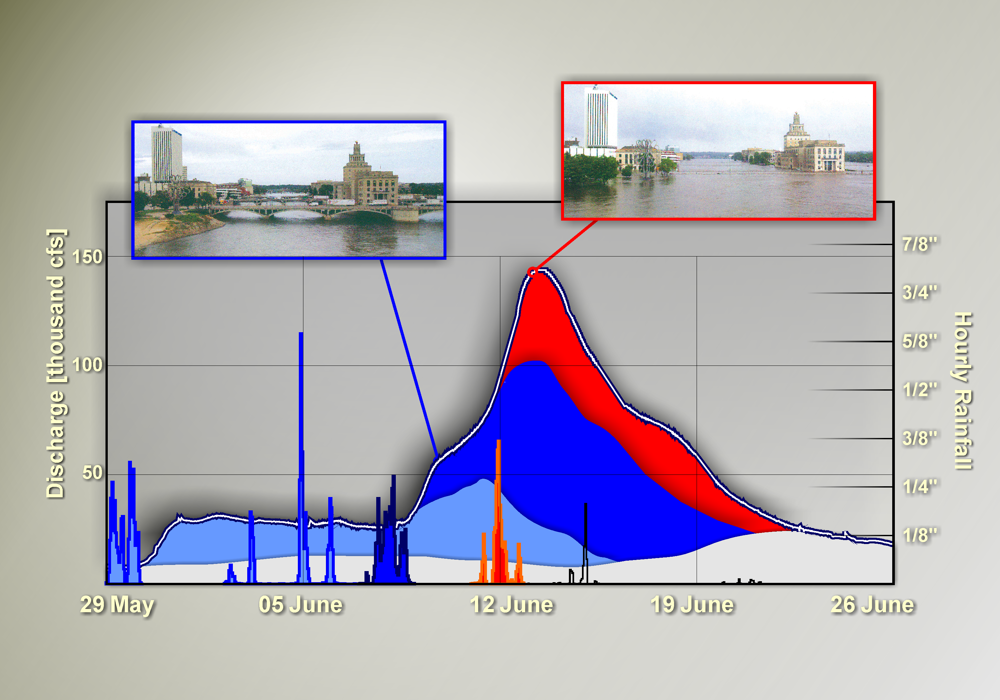 Discharge [thousand cfs]
150
100
50
7/8"
3/4"
5/8"
1/2"
3/8"
1/4"
1/8"
Hourly Rainfall
29 May
05 June
12 June
19 June
26 June